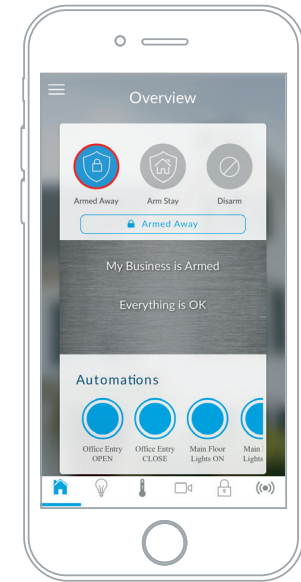 Overview
Armed Away
Arm Stay
Disarm
Armed Away
My Business is Armed
Everything is OK
Automations
Office Entry
OPEN
Office Entry
CLOSE
Main Floor
Lights ON
Main
Lights